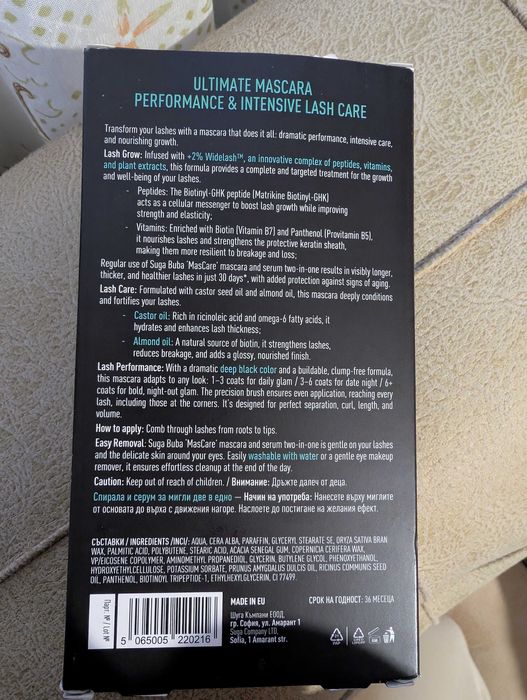 ULTIMATE MASCARA
PERFORMANCE & INTENSIVE LASH CARE
Transform your lashes with a mascara that does it all: dramatic performance, intensive care,
and nourishing growth.
Lash Grow: Infused with +2% Widelash™, an innovative complex of peptides, vitamins,
and plant extracts, this formula provides a complete and targeted treatment for the growth
and well-being of your lashes.
- Peptides: The Biotinyl-GHK peptide (Matrikine Biotinyl-GHK)
acts as a cellular messenger to boost lash growth while improving
strength and elasticity;
- Vitamins: Enriched with Biotin (Vitamin B7) and Panthenol (Provitamin B5),
it nourishes lashes and strengthens the protective keratin sheath,
making them more resilient to breakage and loss;
Regular use of Suga Buba 'MasCare' mascara and serum two-in-one results in visibly longer,
thicker, and healthier lashes in just 30 days*, with added protection against signs of aging.
Lash Care: Formulated with castor seed oil and almond oil, this mascara deeply conditions
and fortifies your lashes.
- Castor oil: Rich in ricinoleic acid and omega-6 fatty acids, it
hydrates and enhances lash thickness;
- Almond oil: A natural source of biotin, it strengthens lashes,
reduces breakage, and adds a glossy, nourished finish.
Lash Performance: With a dramatic deep black color and a buildable, clump-free formula,
this mascara adapts to any look: 1–3 coats for daily glam / 3–6 coats for date night / 6+
coats for bold, night-out glam. The precision brush ensures even application, reaching every
lash, including those at the corners. It's designed for perfect separation, curl, length, and
volume.
How to apply: Comb through lashes from roots to tips.
Easy Removal: Suga Buba 'MasCare' mascara and serum two-in-one is gentle on your lashes
and the delicate skin around your eyes. Easily washable with water or a gentle eye makeup
remover, it ensures effortless cleanup at the end of the day.
Caution: Keep out of reach of children. / Внимание: Дръжте далеч от деца.
Спирала и серум за мигли две в едно – Начин на употреба: Нанесете върху миглите
от основата до върха с движения нагоре. Наслоете до постигане на желания ефект.
СЪСТАВКИ / INGREDIENTS /INCI/: AQUA, CERA ALBA, PARAFFIN, GLYCERYL STEARATE SE, ORYZA SATIVA BRAN
WAX, PALMITIC ACID, POLYBUTENE, STEARIC ACID, ACACIA SENEGAL GUM, COPERNICIA CERIFERA WAX,
VP/EICOSENE COPOLYMER, AMINOMETHYL PROPANEDIOL, GLYCERIN, BUTYLENE GLYCOL, PHENOXYETHANOL,
HYDROXYETHYLCELLULOSE, POTASSIUM SORBATE, PRUNUS AMYGDALUS DULCIS OIL, RICINUS COMMUNIS SEED
OIL, PANTHENOL, BIOTINOYL TRIPEPTIDE-1, ETHYLHEXYLGLYCERIN, CI 77499.
Парт. № / Lot №
5 065005 220216
MADE IN EU
Шуга Къмпани ЕООД,
гр. София, ул. Амарант 1
Suga Company LTD,
Sofia, 1 Amarant str.
СРОК НА ГОДНОСТ: 36 МЕСЕЦА